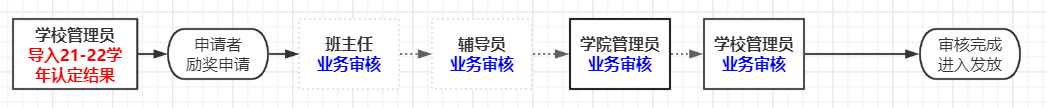 学校管理员
导入21-22学
年认定结果
申请者
励奖申请
班主任
业务审核
辅导员
业务审核
学院管理员
业务审核
学校管理员
业务审核
审核完成
进入发放